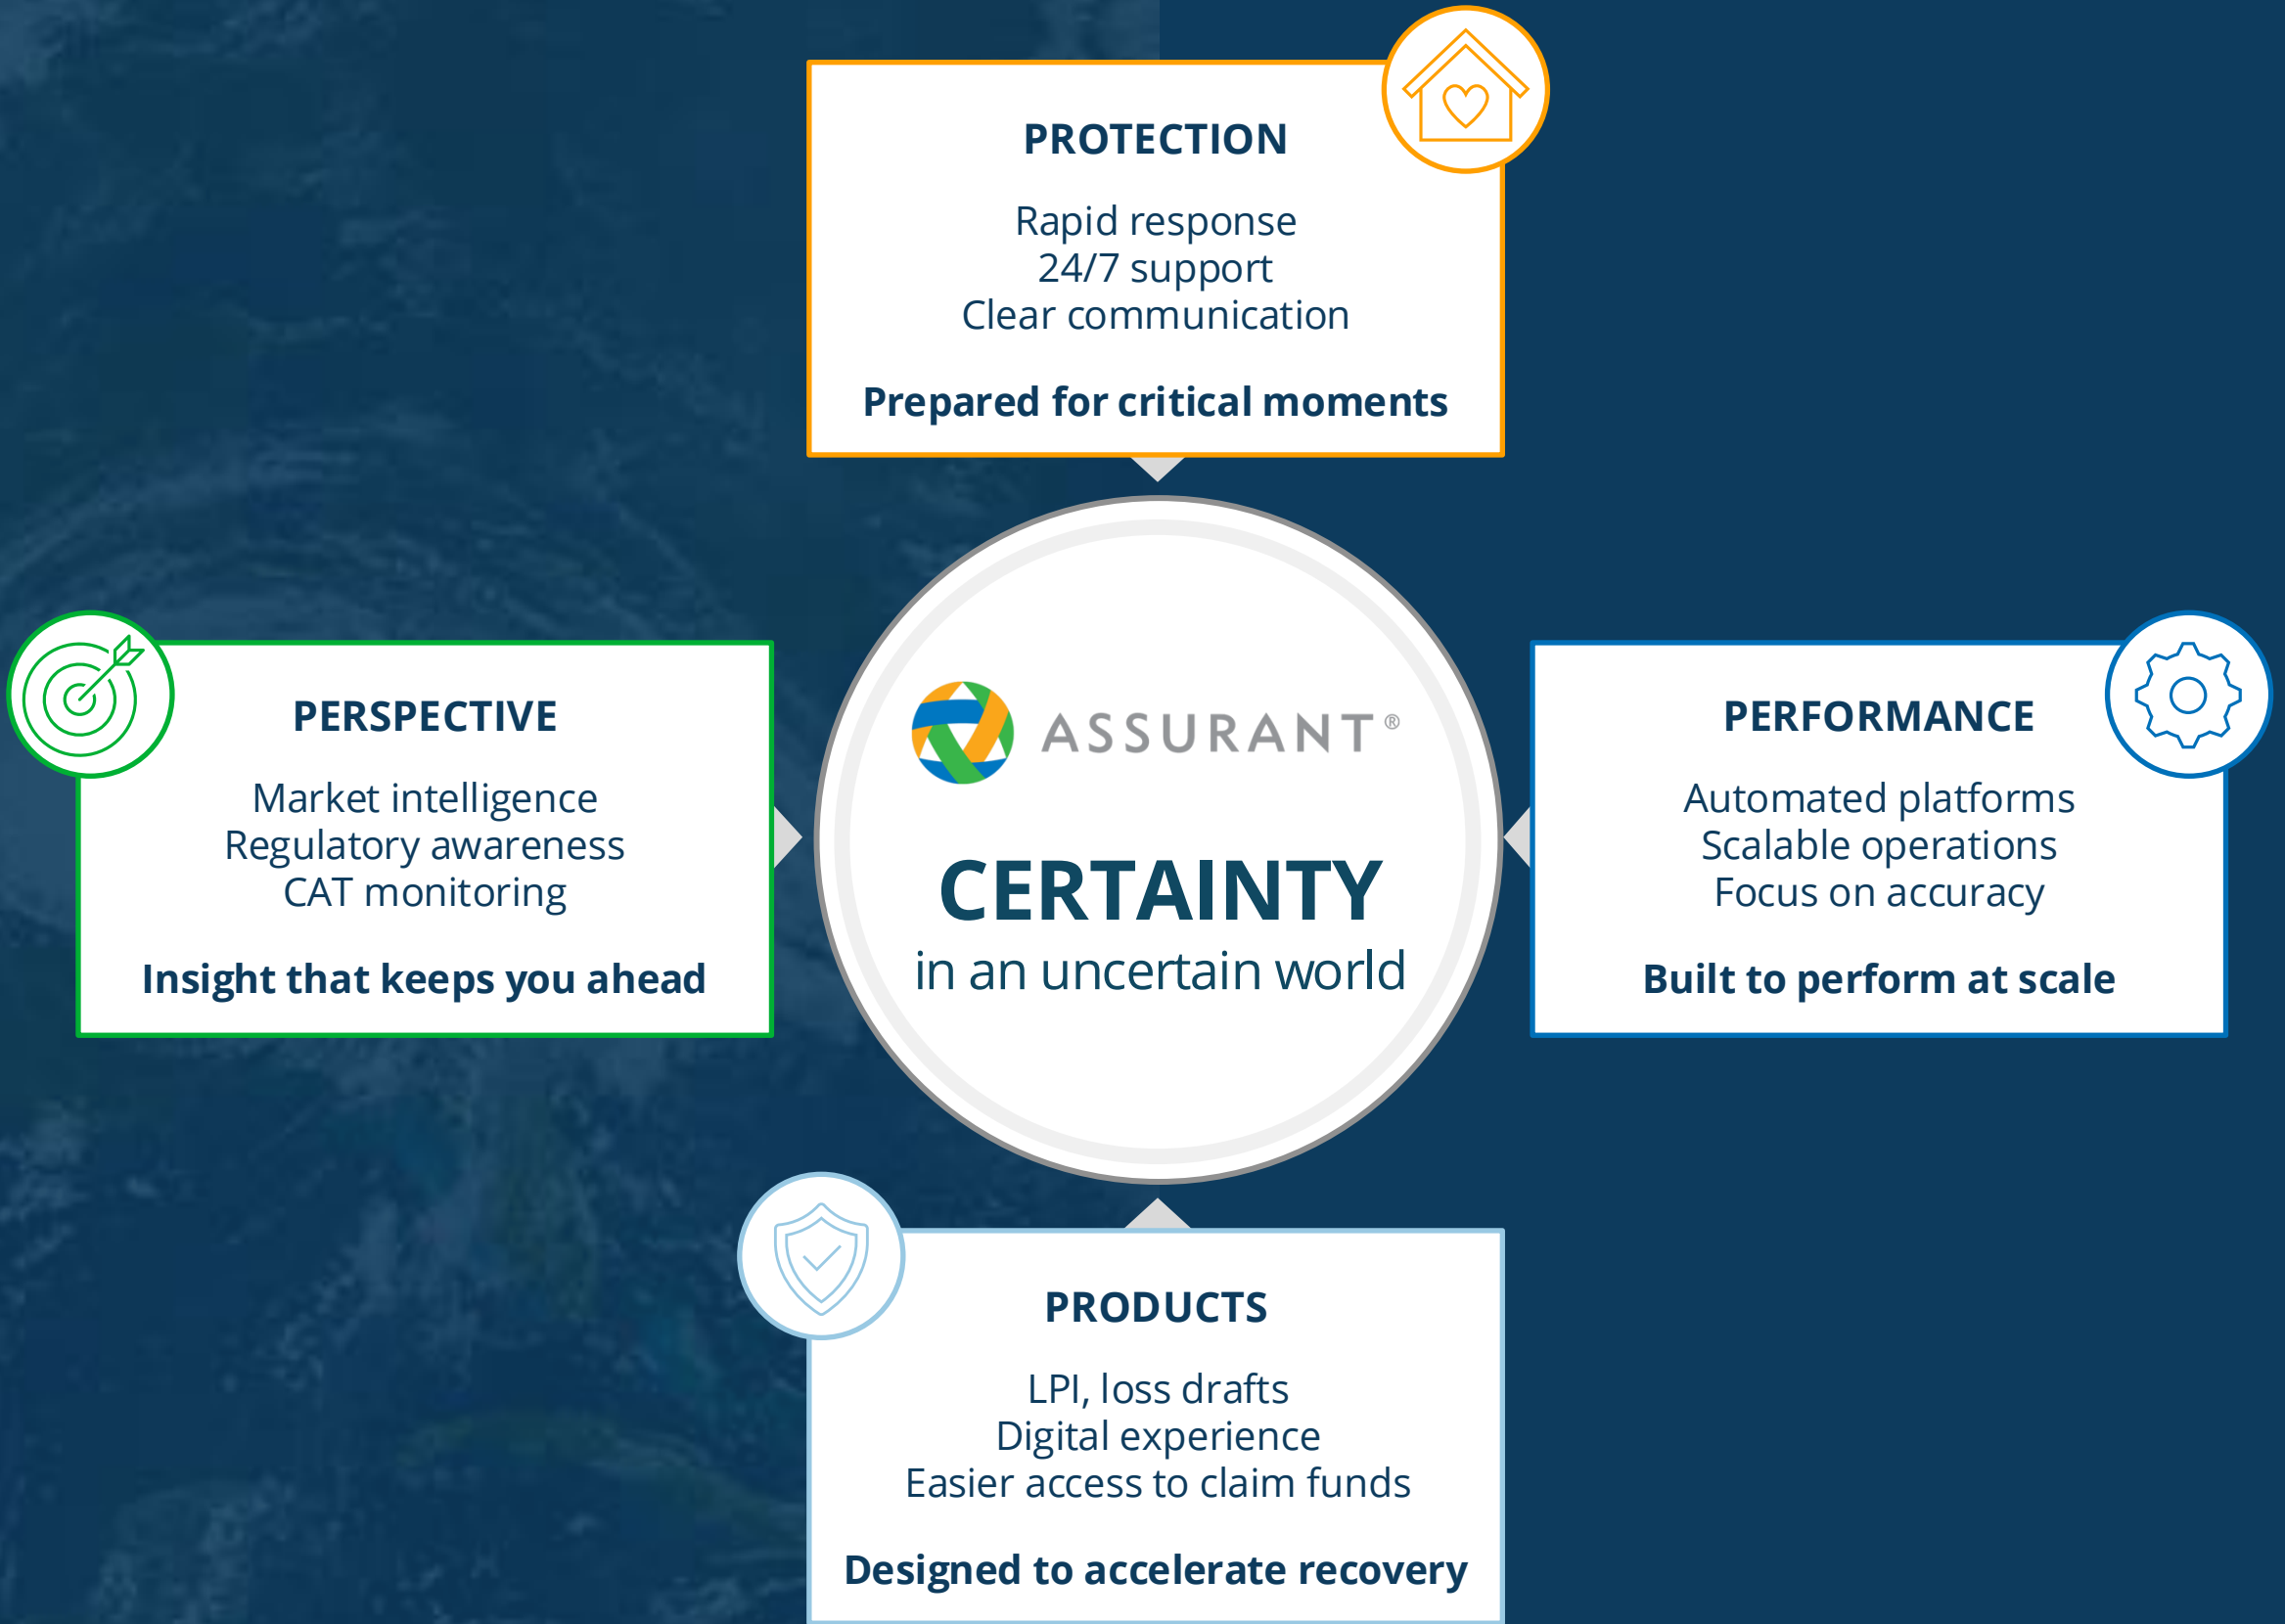 PROTECTION
Rapid response
24/7 support
Clear communication
Prepared for critical moments
PERSPECTIVE
Market intelligence
Regulatory awareness
CAT monitoring
Insight that keeps you ahead
ASSURANT®
CERTAINTY
in an uncertain world
PERFORMANCE
Automated platforms
Scalable operations
Focus on accuracy
Built to perform at scale
PRODUCTS
LPI, loss drafts
Digital experience
Easier access to claim funds
Designed to accelerate recovery